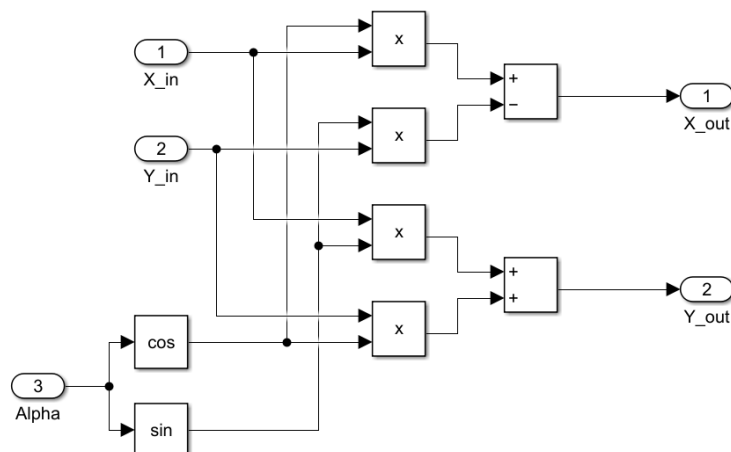 1
x
X_in
+
−
1
X_out
2
x
Y_in
x
+
+
2
Y_out
cos
x
3
Alpha
sin